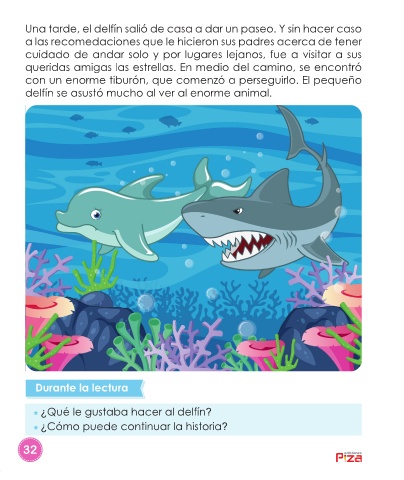 Una tarde, el delfín salió de casa a dar un paseo. Y sin hacer caso
a las recomedaciones que le hicieron sus padres acerca de tener
cuidado de andar solo y por lugares lejanos, fue a visitar a sus
queridas amigas las estrellas. En medio del camino, se encontró
con un enorme tiburón, que comenzó a perseguirlo. El pequeño
delfín se asustó mucho al ver al enorme animal.
Durante la lectura
¿Qué le gustaba hacer al delfín?
¿Cómo puede continuar la historia?
32
Piza